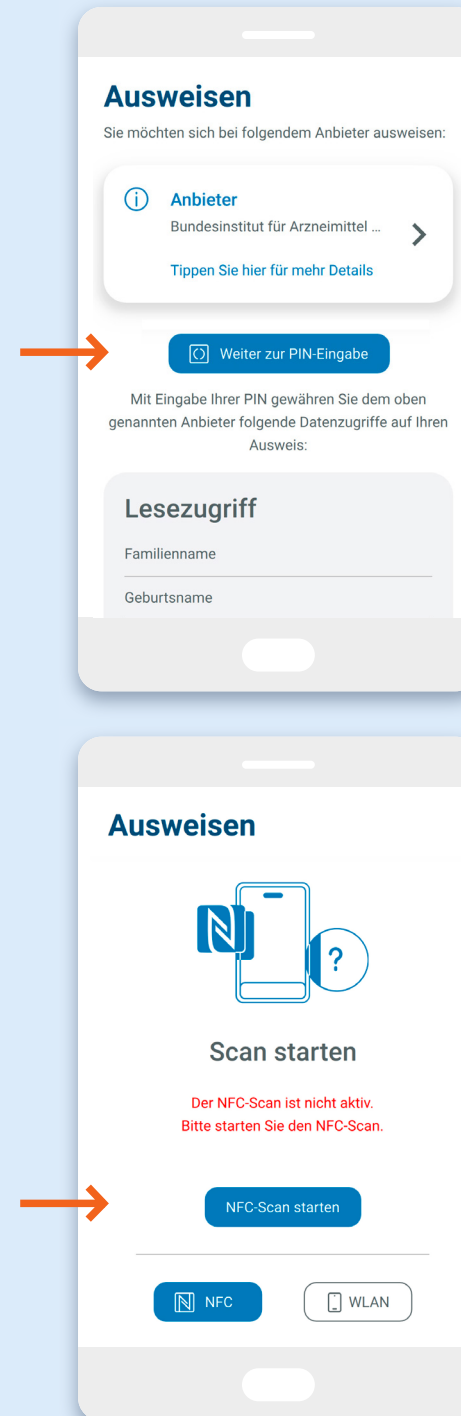 Ausweisen
Sie möchten sich bei folgendem Anbieter ausweisen:
Anbieter
Bundesinstitut für Arzneimittel ...
Tippen Sie hier für mehr Details
Weiter zur PIN-Eingabe
Mit Eingabe Ihrer PIN gewähren Sie dem oben
genannten Anbieter folgende Datenzugriffe auf Ihren
Ausweis:
Lesezugriff
Familienname
Geburtsname
Ausweisen
?
Scan starten
Der NFC-Scan ist nicht aktiv.
Bitte starten Sie den NFC-Scan.
NFC-Scan starten
NFC
WLAN